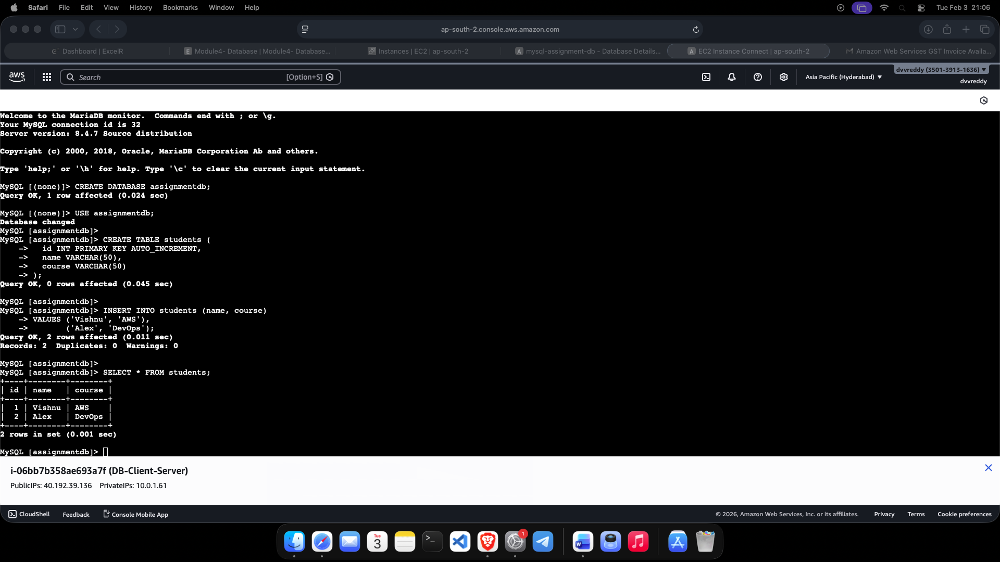 Safari File Edit View History Bookmarks Window Help Tue Feb 3 21:06
ap-south-2.console.aws.amazon.com
Dashboard | ExcelR
E Module4- Database | Module4- Database...
Instances | EC2 | ap-south-2
A mysql-assignment-db - Database Details...
A EC2 Instance Connect | ap-south-2
Amazon Web Services GST Invoice Availa...
aws Search [Option+S] Asia Pacific (Hyderabad) dvvreddy (3501-3913-1636)
dvvreddy
Welcome to the MariaDB monitor.  Commands end with ; or \g.
Your MySQL connection id is 32
Server version: 8.4.7 Source distribution
Copyright (c) 2000, 2018, Oracle, MariaDB Corporation Ab and others.
Type 'help;' or '\h' for help. Type '\c' to clear the current input statement.
MySQL [(none)]> CREATE DATABASE assignmentdb;
Query OK, 1 row affected (0.024 sec)
MySQL [(none)]> USE assignmentdb;
Database changed
MySQL [assignmentdb]>
MySQL [assignmentdb]> CREATE TABLE students (
    ->   id INT PRIMARY KEY AUTO_INCREMENT,
    ->   name VARCHAR(50),
    ->   course VARCHAR(50)
    -> );
Query OK, 0 rows affected (0.045 sec)
MySQL [assignmentdb]>
MySQL [assignmentdb]> INSERT INTO students (name, course)
    -> VALUES ('Vishnu', 'AWS'),
    ->        ('Alex', 'DevOps');
Query OK, 2 rows affected (0.011 sec)
Records: 2  Duplicates: 0  Warnings: 0
MySQL [assignmentdb]>
MySQL [assignmentdb]> SELECT * FROM students;
+----+--------+--------+
| id | name   | course |
+----+--------+--------+
|  1 | Vishnu | AWS    |
|  2 | Alex   | DevOps |
+----+--------+--------+
2 rows in set (0.001 sec)
MySQL [assignmentdb]>
i-06bb7b358ae693a7f (DB-Client-Server)
PublicIPs: 40.192.39.136 PrivateIPs: 10.0.1.61
CloudShell Feedback Console Mobile App © 2026, Amazon Web Services, Inc. or its affiliates. Privacy Terms Cookie preferences
Tue
3
1
W